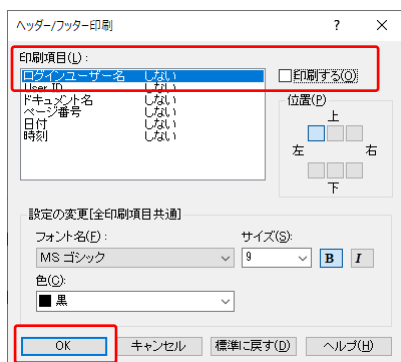 ヘッダー/フッター印刷 ? ×
印刷項目(L) :
ログインユーザー名 しない
User ID しない
ドキュメント名 しない
ページ番号 しない
日付 しない
時刻 しない
印刷する(O)
位置(P)
上
左 右
下
設定の変更[全印刷項目共通]
フォント名(F) : サイズ(S):
MS ゴシック 9 B I
色(C):
黒
OK キャンセル 標準に戻す(D) ヘルプ(H)